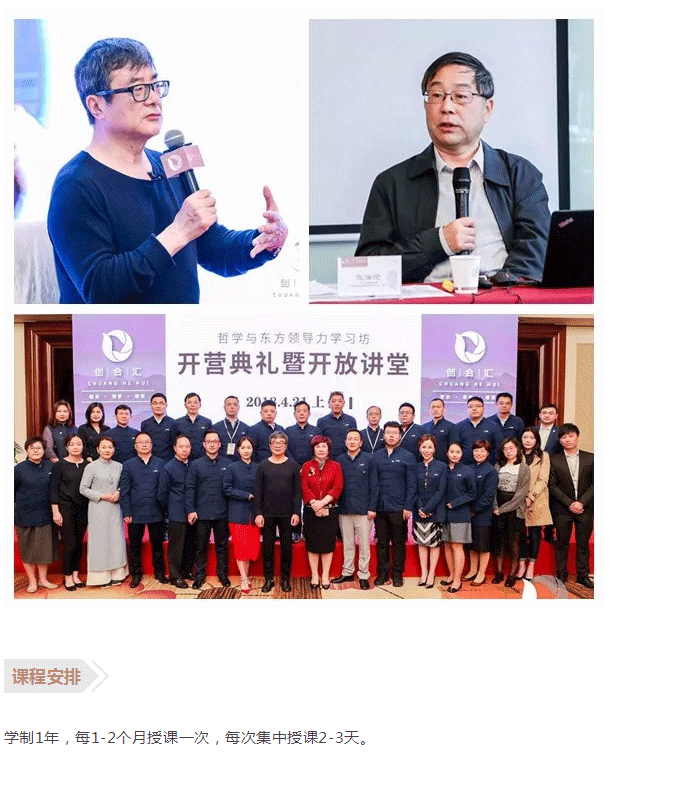 创|合
CHUANG
哲学与东方领导力学习坊
开营典礼暨开放讲堂
创|合|汇
CHUANG HE HUI
创|合|汇
CHUANG HE HUI
课程安排
学制1年，每1-2个月授课一次，每次集中授课2-3天。